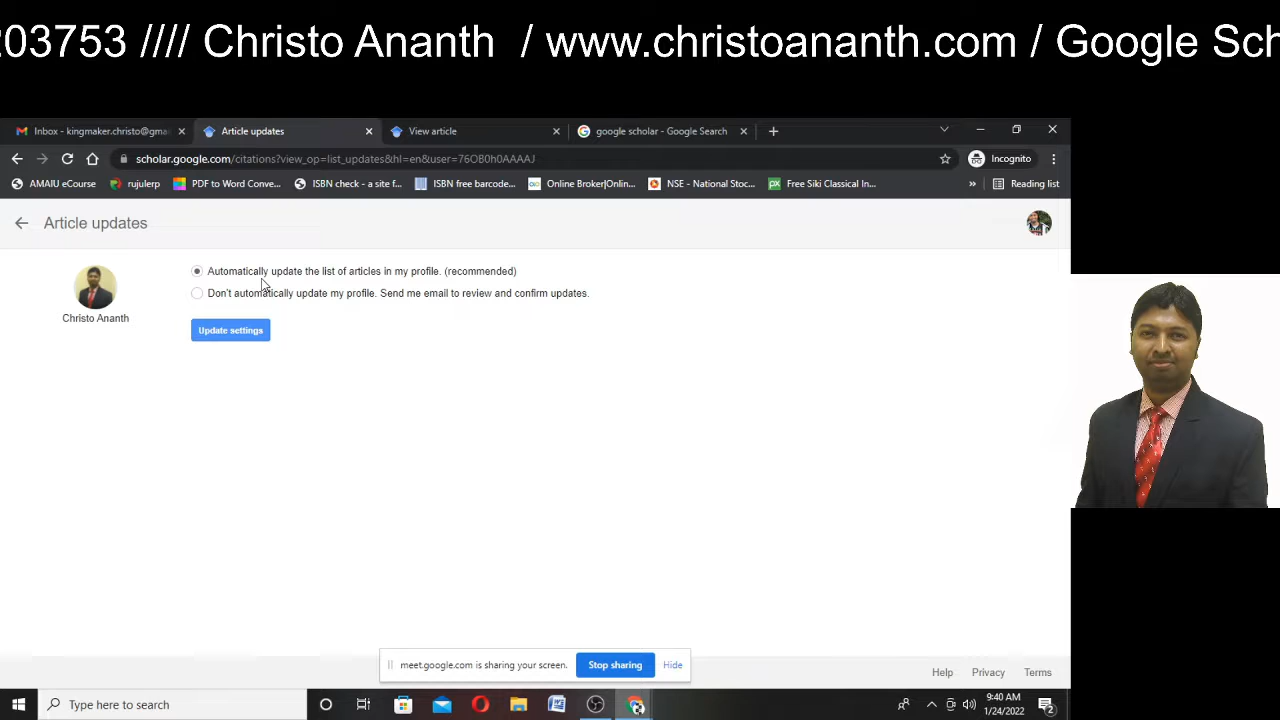 203753 //// Christo Ananth / www.christoananth.com / Google Sch
Inbox - kingmaker.christo@gma
Article updates
View article
google scholar - Google Search
scholar.google.com/citations?view_op=list_updates&hl=en&user=76OB0h0AAAAJ
Incognito
AMAIU eCourse
rujulerp
PDF to Word Conve...
ISBN check - a site f...
ISBN free barcode...
Online Broker|Onlin...
NSE - National Stoc...
Free Siki Classical In...
»
Reading list
Article updates
Automatically update the list of articles in my profile. (recommended)
Don't automatically update my profile. Send me email to review and confirm updates.
Christo Ananth
Update settings
meet.google.com is sharing your screen.
Stop sharing
Hide
Help
Privacy
Terms
Type here to search
9:40 AM
1/24/2022
2